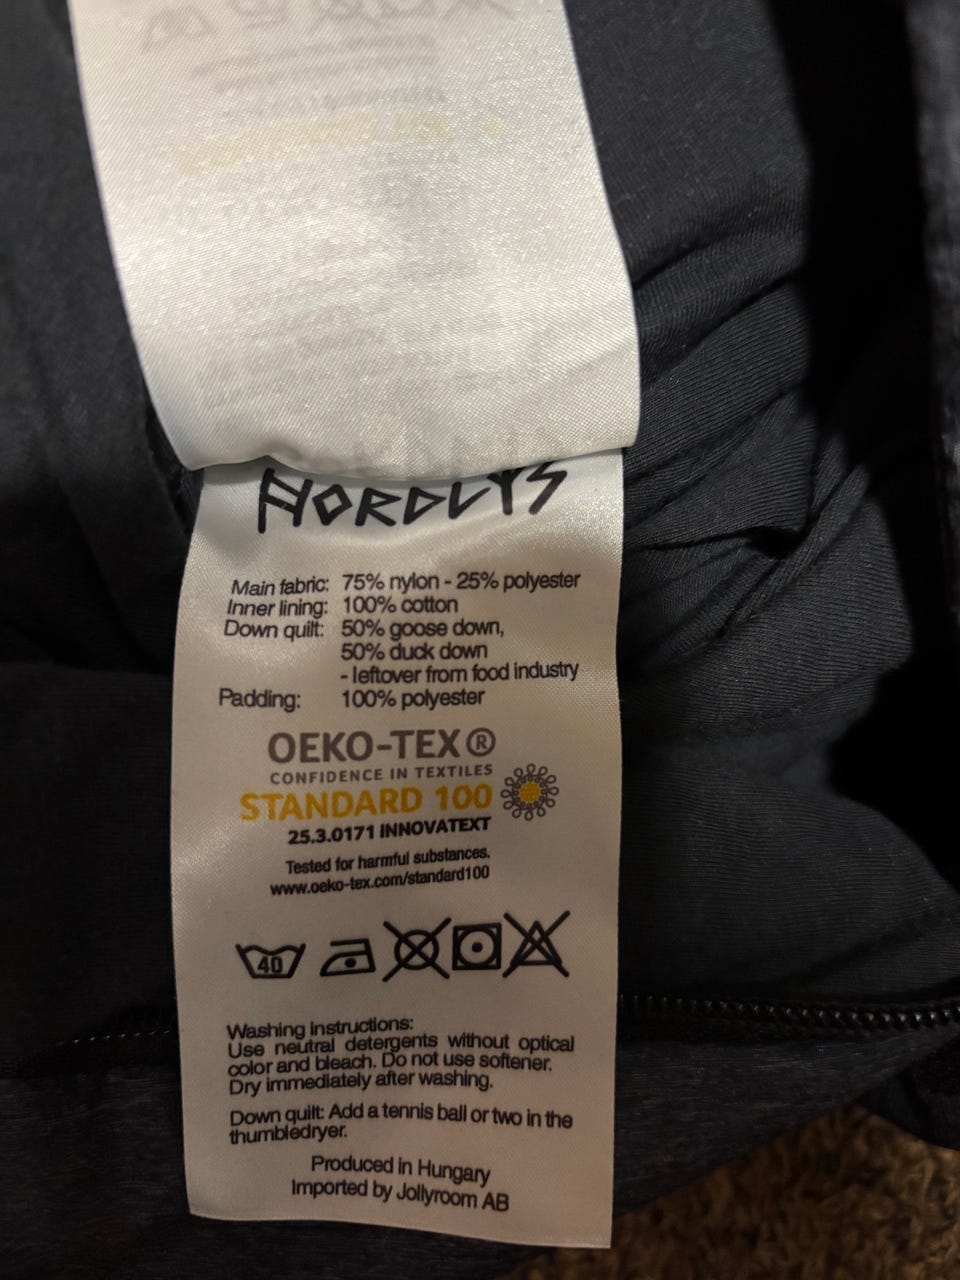 NORDLYS
Main fabric: 75% nylon - 25% polyester
Inner lining: 100% cotton
Down quilt: 50% goose down,
50% duck down
- leftover from food industry
Padding: 100% polyester
OEKO-TEX®
CONFIDENCE IN TEXTILES
STANDARD 100
25.3.0171 INNOVATEXT
Tested for harmful substances.
www.oeko-tex.com/standard100
40
Washing instructions:
Use neutral detergents without optical
color and bleach. Do not use softener.
Dry immediately after washing.
Down quilt: Add a tennis ball or two in the
thumbledryer.
Produced in Hungary
Imported by Jollyroom AB